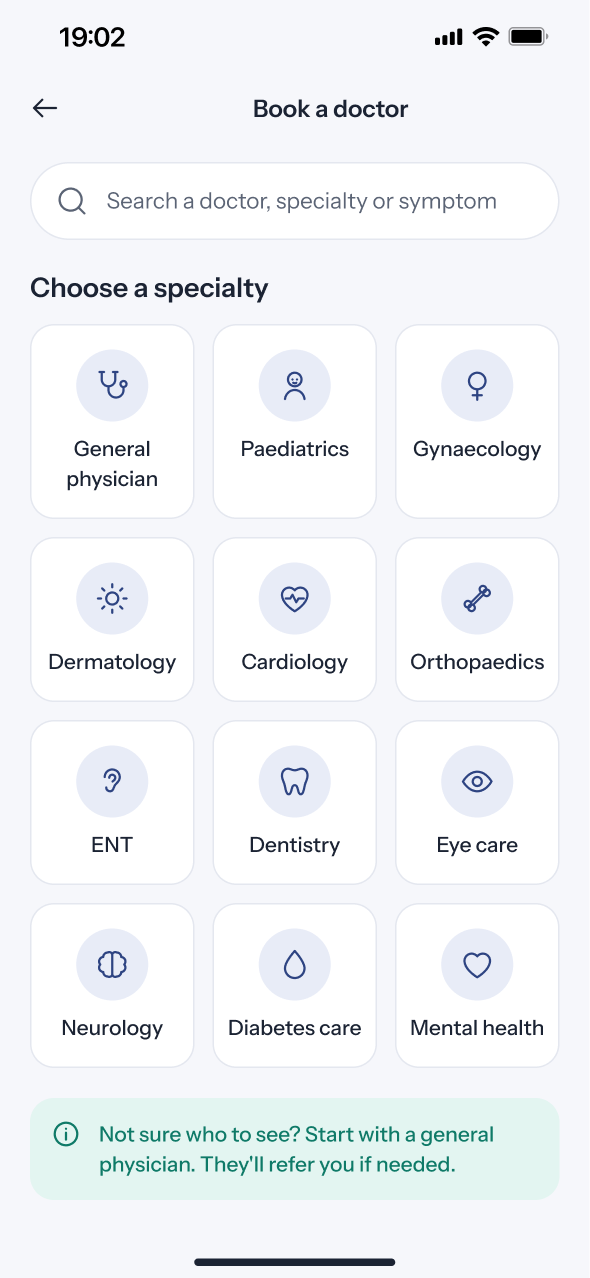 19:02
Book a doctor
Search a doctor, specialty or symptom
Choose a specialty
General
physician
Paediatrics
Gynaecology
Dermatology
Cardiology
Orthopaedics
ENT
Dentistry
Eye care
Neurology
Diabetes care
Mental health
Not sure who to see? Start with a general
physician. They'll refer you if needed.